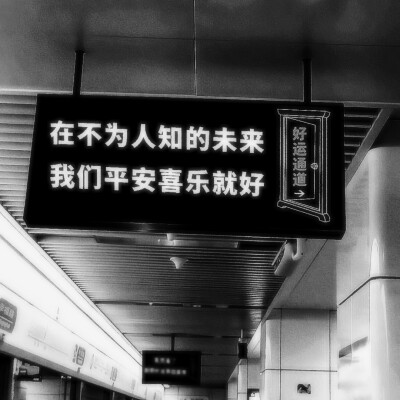 在不为人知的未来
我们平安喜乐就好
好运通道
→